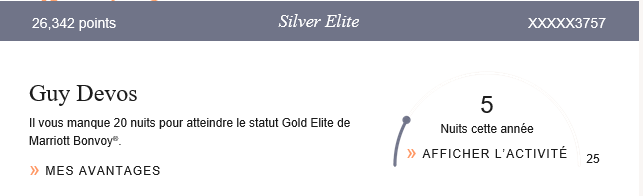 26,342 points
Silver Elite
XXXXX3757
Guy Devos
Il vous manque 20 nuits pour atteindre le statut Gold Elite de
Marriott Bonvoy®.
» MES AVANTAGES
5
Nuits cette année
» AFFICHER L'ACTIVITÉ
25